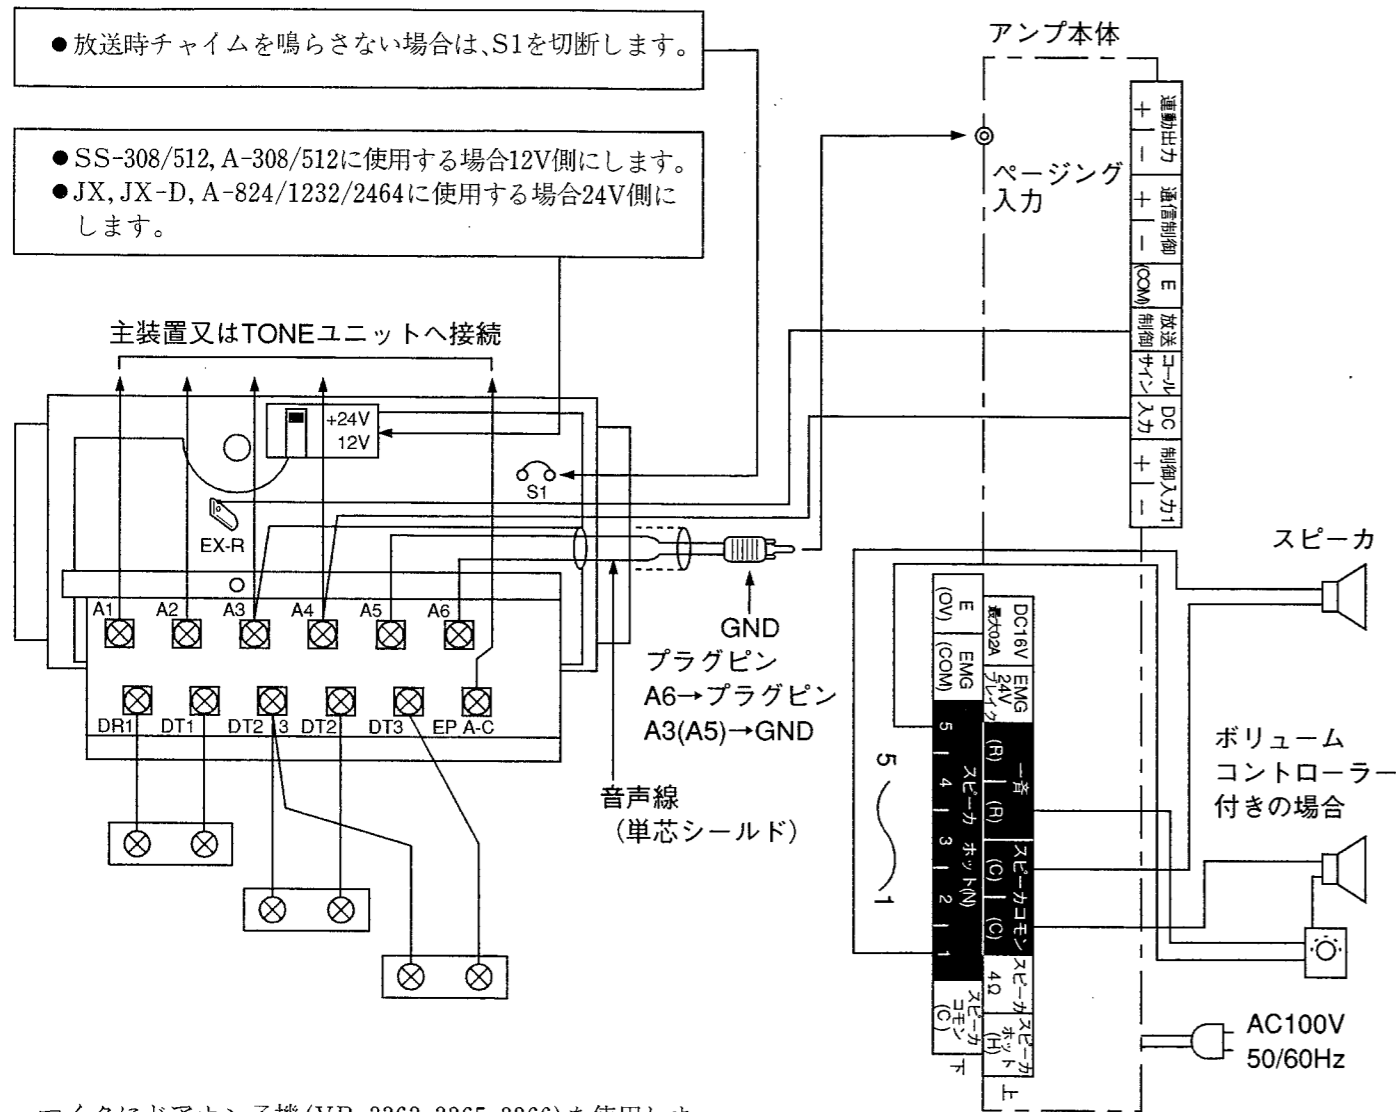 ●放送時チャイムを鳴らさない場合は、S1を切断します。
●SS-308/512, A-308/512に使用する場合12V側にします。
●JX, JX-D, A-824/1232/2464に使用する場合24V側に
します。
主装置又はTONEユニットへ接続
+24V
12V
S1
EX-R
A1
A2
A3
A4
A5
A6
DR1
DT1
DT2 3
DT2
DT3
EP A-C
GND
プラグピン
A6→プラグピン
A3(A5)→GND
音声線
(単芯シールド)
アンプ本体
ページング
入力
連動出力
+ −
通信制御
+ −
E
(COM)
放送
制御
コール
サイン
DC
入力
制御入力1
+ −
E
(0V)
EMG
(COM)
5 4 3 2 1
スピーカ ホット(N)
スピーカ
コモン
(C)
下
DC16V
最大02A
EMG
24V
ブレイク
一音
(R) (R)
スピーカコモン
(C) (C)
スピーカ
4Ω
スピーカ
ホット
(H)
上
5
1
スピーカ
ボリューム
コントローラー
付きの場合
AC100V
50/60Hz